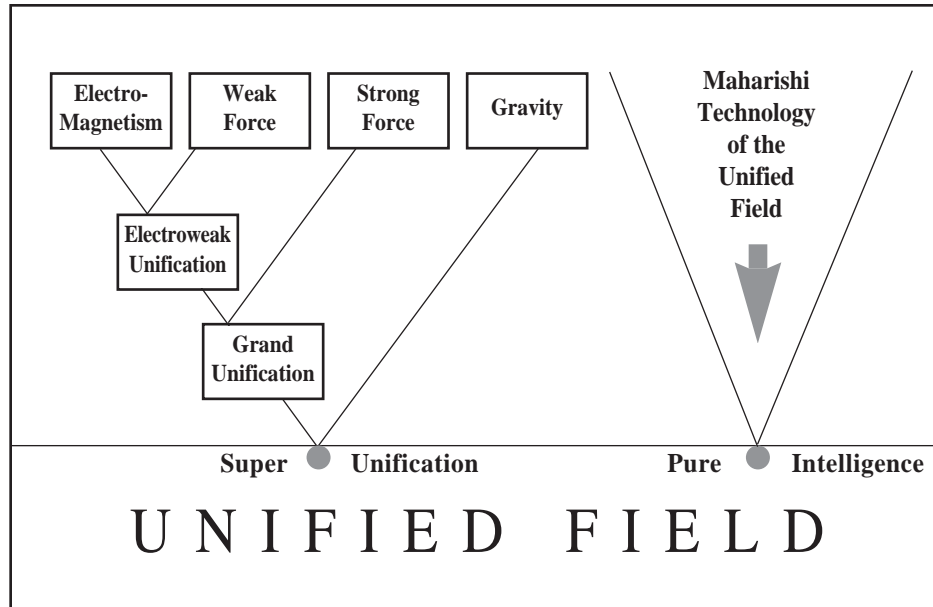 Electro-
Magnetism
Weak
Force
Strong
Force
Gravity
Maharishi
Technology
of the
Unified
Field
Electroweak
Unification
Grand
Unification
Super Unification
Pure Intelligence
UNIFIED FIELD